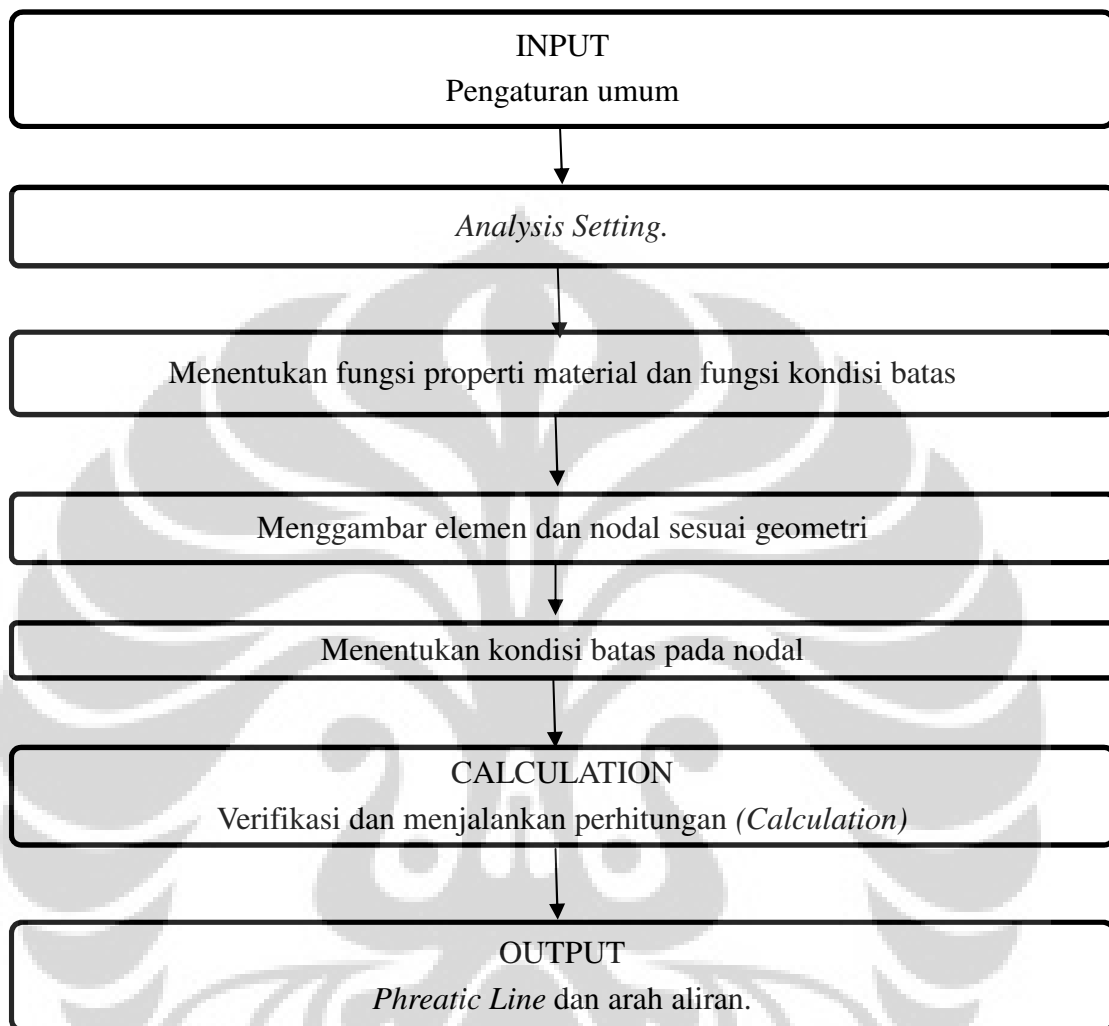 INPUT
Pengaturan umum
Analysis Setting.
Menentukan fungsi properti material dan fungsi kondisi batas
Menggambar elemen dan nodal sesuai geometri
Menentukan kondisi batas pada nodal
CALCULATION
Verifikasi dan menjalankan perhitungan (Calculation)
OUTPUT
Phreatic Line dan arah aliran.